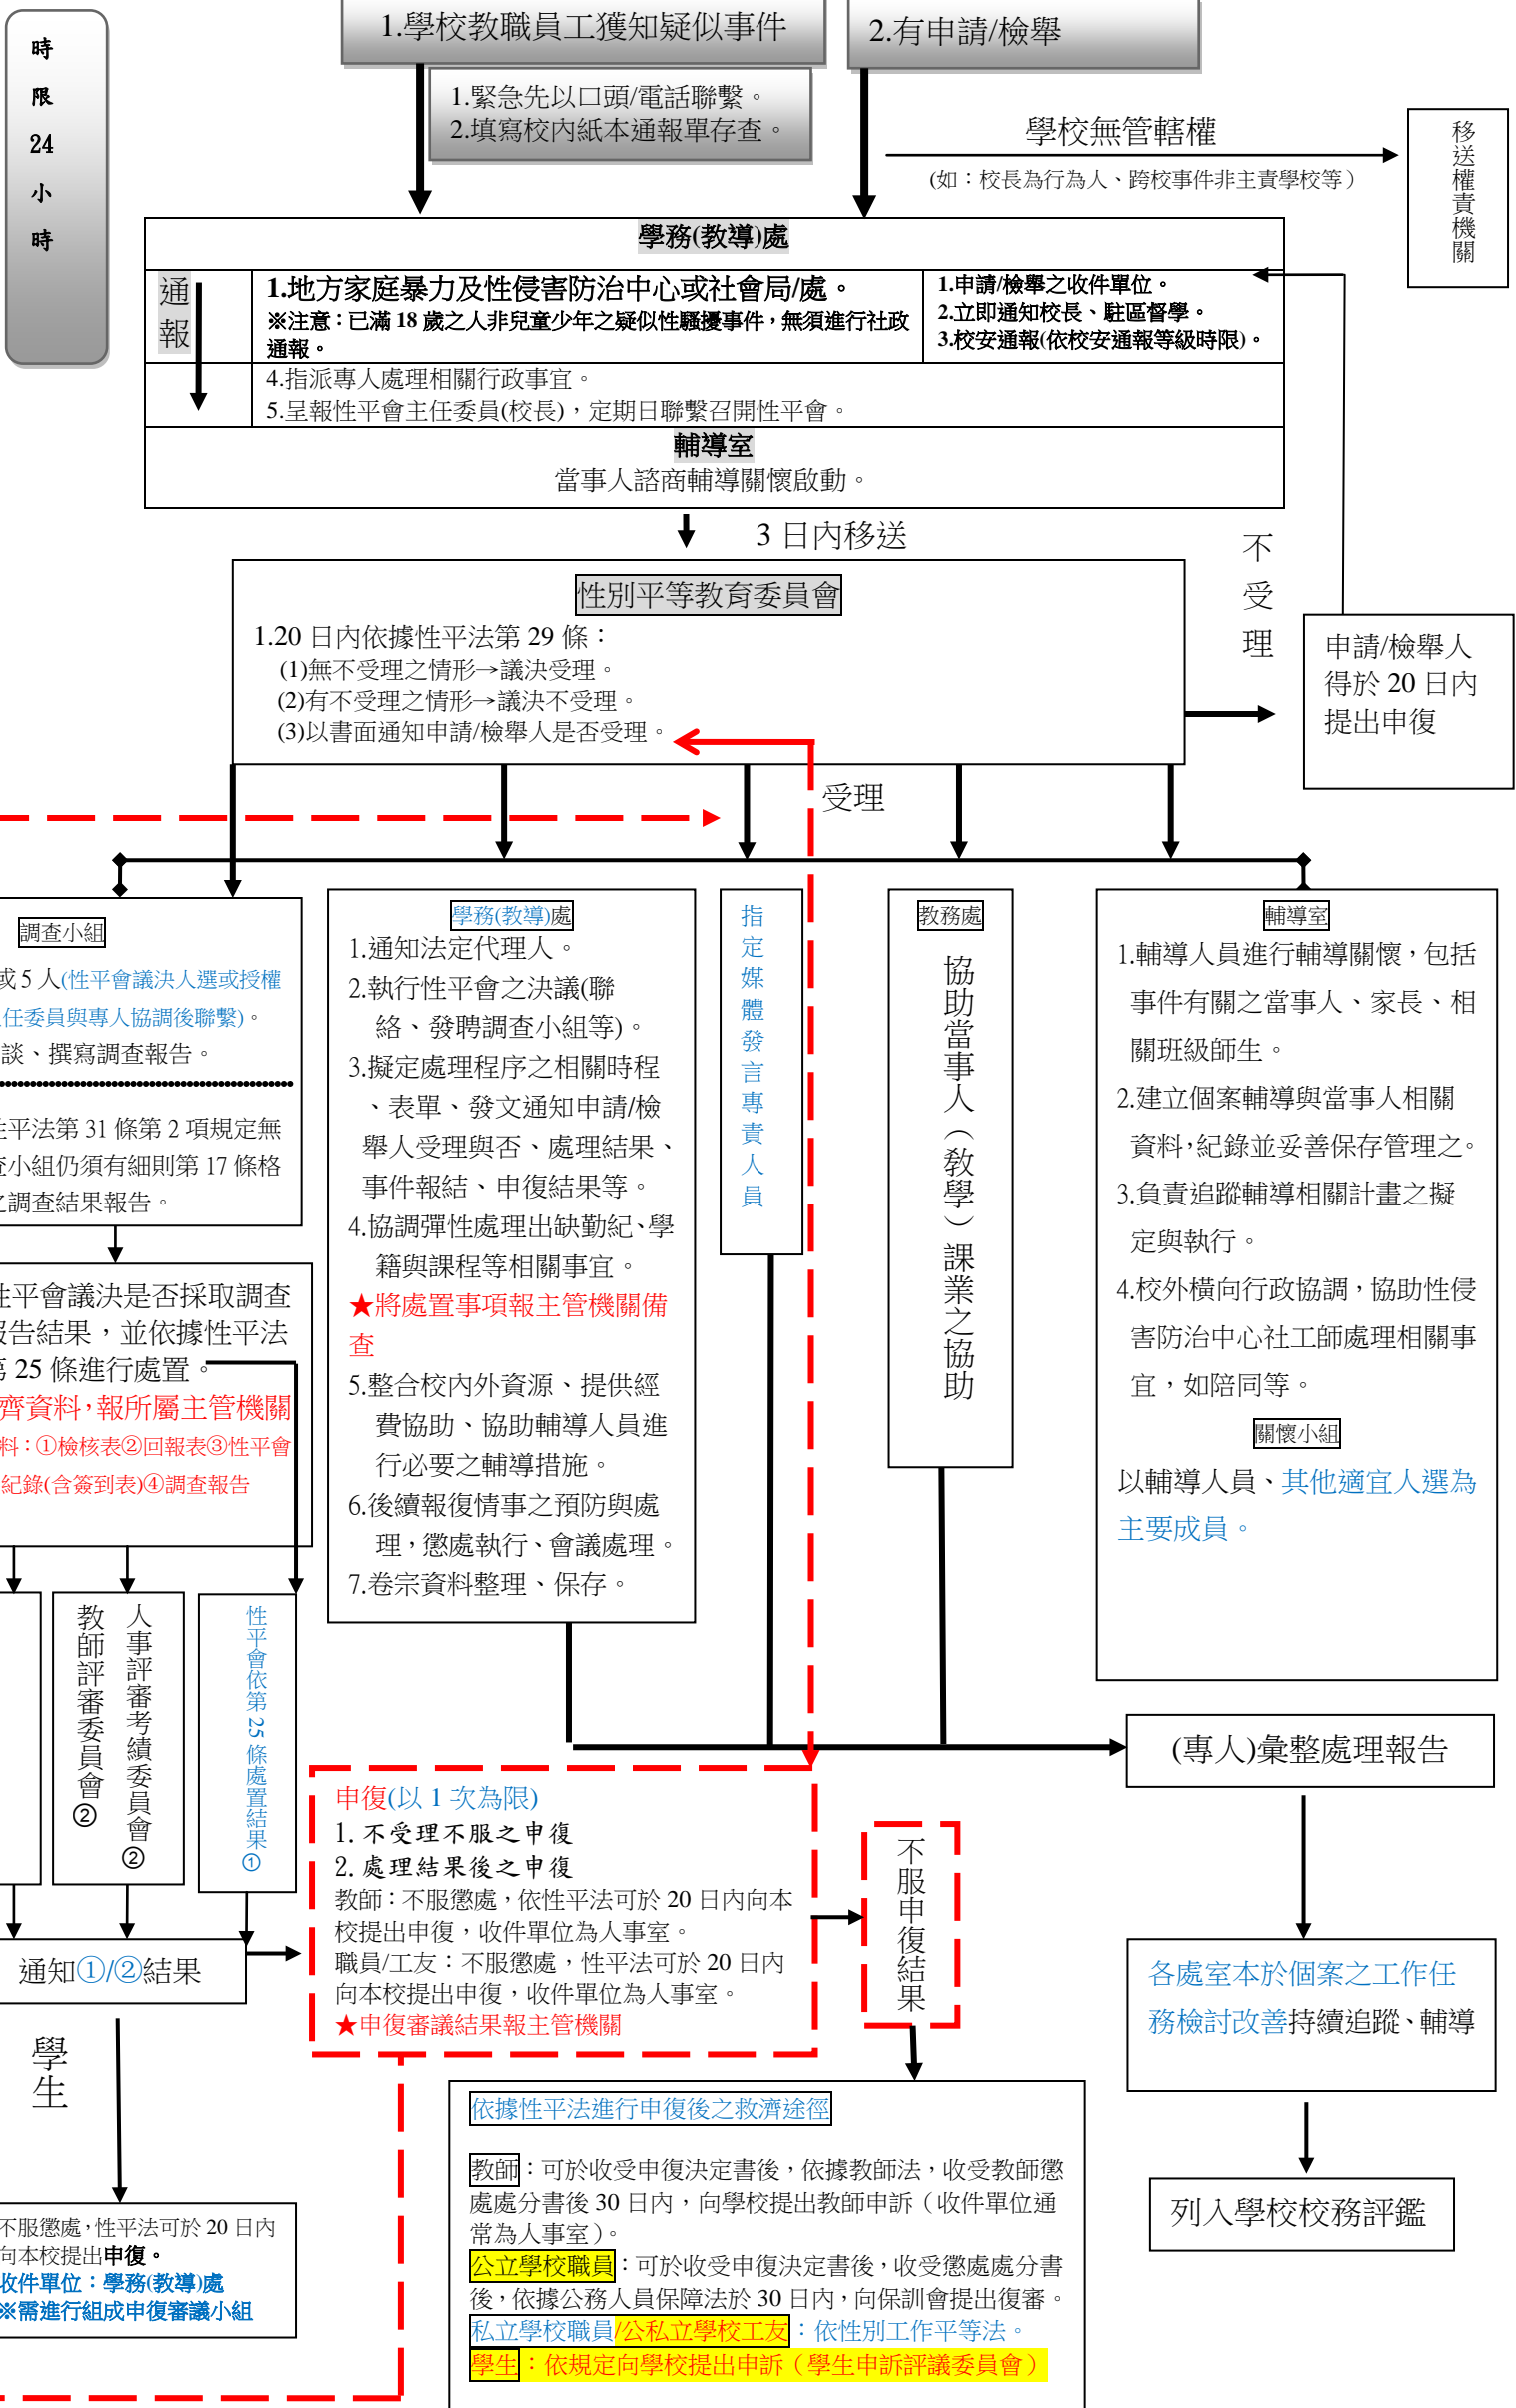 時
限
24
小
時
1.學校教職員工獲知疑似事件
2.有申請/檢舉
1.緊急先以口頭/電話聯繫。
2.填寫校內紙本通報單存查。
學校無管轄權
(如：校長為行為人、跨校事件非主責學校等）
移送權責機關
學務(教導)處
通
報
1.地方家庭暴力及性侵害防治中心或社會局/處。
※注意：已滿 18 歲之人非兒童少年之疑似性騷擾事件，無須進行社政
通報。
1.申請/檢舉之收件單位。
2.立即通知校長、駐區督學。
3.校安通報(依校安通報等級時限)。
4.指派專人處理相關行政事宜。
5.呈報性平會主任委員(校長)，定期日聯繫召開性平會。
輔導室
當事人諮商輔導關懷啟動。
3 日內移送
不
受
理
性別平等教育委員會
1.20 日內依據性平法第 29 條：
(1)無不受理之情形→議決受理。
(2)有不受理之情形→議決不受理。
(3)以書面通知申請/檢舉人是否受理。
申請/檢舉人
得於 20 日內
提出申復
受理
調查小組
或 5 人(性平會議決人選或授權
任委員與專人協調後聯繫)。
談、撰寫調查報告。
性平法第 31 條第 2 項規定無
查小組仍須有細則第 17 條格
之調查結果報告。
性平會議決是否採取調查
報告結果，並依據性平法
第 25 條進行處置。
齊資料，報所屬主管機關
料：①檢核表②回報表③性平會
紀錄(含簽到表)④調查報告
學務(教導)處
1.通知法定代理人。
2.執行性平會之決議(聯
絡、發聘調查小組等)。
3.擬定處理程序之相關時程
、表單、發文通知申請/檢
舉人受理與否、處理結果、
事件報結、申復結果等。
4.協調彈性處理出缺勤紀、學
籍與課程等相關事宜。
★將處置事項報主管機關備
查
5.整合校內外資源、提供經
費協助、協助輔導人員進
行必要之輔導措施。
6.後續報復情事之預防與處
理，懲處執行、會議處理。
7.卷宗資料整理、保存。
指定媒體發言專責人員
教務處
協助當事人（教學）課業之協助
輔導室
1.輔導人員進行輔導關懷，包括
事件有關之當事人、家長、相
關班級師生。
2.建立個案輔導與當事人相關
資料，紀錄並妥善保存管理之。
3.負責追蹤輔導相關計畫之擬
定與執行。
4.校外橫向行政協調，協助性侵
害防治中心社工師處理相關事
宜，如陪同等。
關懷小組
以輔導人員、其他適宜人選為
主要成員。
人事評審考績委員會②
教師評審委員會②
性平會依第 25 條處置結果①
通知①/②結果
學
生
不服懲處，性平法可於 20 日內
向本校提出申復。
收件單位：學務(教導)處
※需進行組成申復審議小組
申復(以 1 次為限)
1. 不受理不服之申復
2. 處理結果後之申復
教師：不服懲處，依性平法可於 20 日內向本
校提出申復，收件單位為人事室。
職員/工友：不服懲處，性平法可於 20 日內
向本校提出申復，收件單位為人事室。
★申復審議結果報主管機關
不服申復結果
依據性平法進行申復後之救濟途徑
教師：可於收受申復決定書後，依據教師法，收受教師懲
處處分書後 30 日內，向學校提出教師申訴（收件單位通
常為人事室）。
公立學校職員：可於收受申復決定書後，收受懲處處分書
後，依據公務人員保障法於 30 日內，向保訓會提出復審。
私立學校職員/公私立學校工友：依性別工作平等法。
學生：依規定向學校提出申訴（學生申訴評議委員會）
(專人)彙整處理報告
各處室本於個案之工作任
務檢討改善持續追蹤、輔導
列入學校校務評鑑